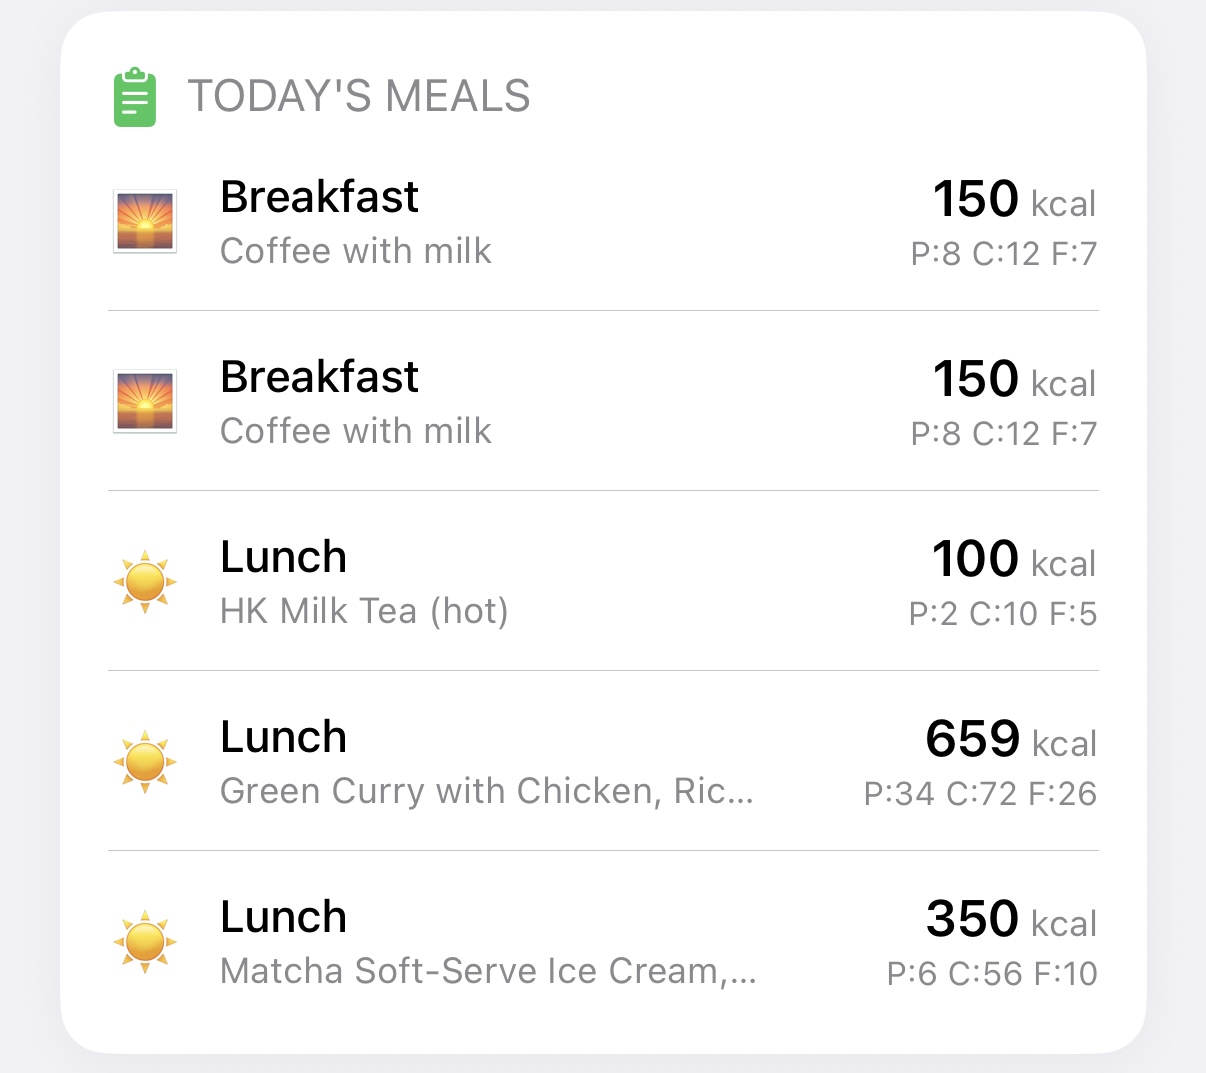 TODAY'S MEALS
Breakfast
150 kcal
Coffee with milk
P:8 C:12 F:7
Breakfast
150 kcal
Coffee with milk
P:8 C:12 F:7
Lunch
100 kcal
HK Milk Tea (hot)
P:2 C:10 F:5
Lunch
659 kcal
Green Curry with Chicken, Ric...
P:34 C:72 F:26
Lunch
350 kcal
Matcha Soft-Serve Ice Cream,...
P:6 C:56 F:10